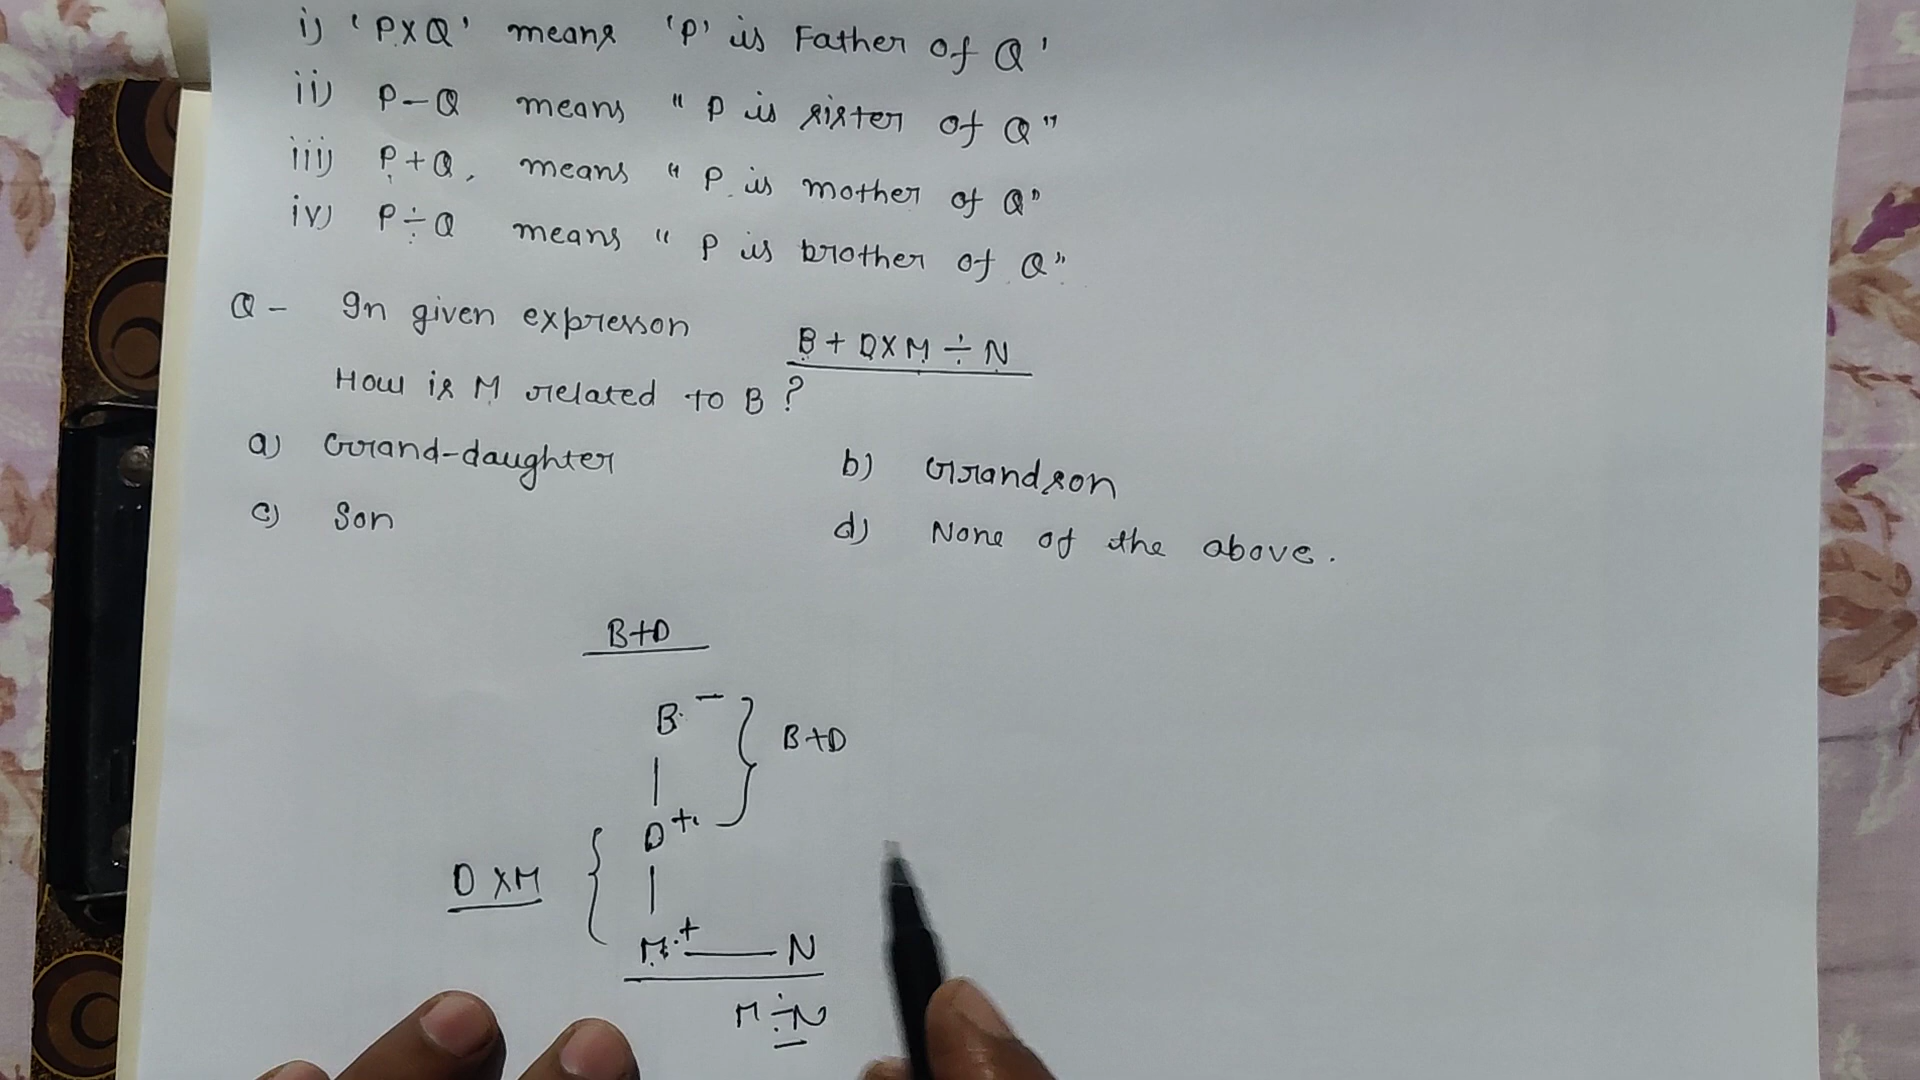 i) 'P×Q' means 'P' is Father of Q'
ii) P-Q means "P is sister of Q"
iii) P+Q, means "P is mother of Q"
iv) P÷Q means "P is brother of Q"
Q - In given expresson B+D×M÷N
How is M related to B?
a) Grand-daughter b) Grandson
c) Son d) None of the above.
B+D
B - } B+D
D +
D×M {
M + — N
M÷N